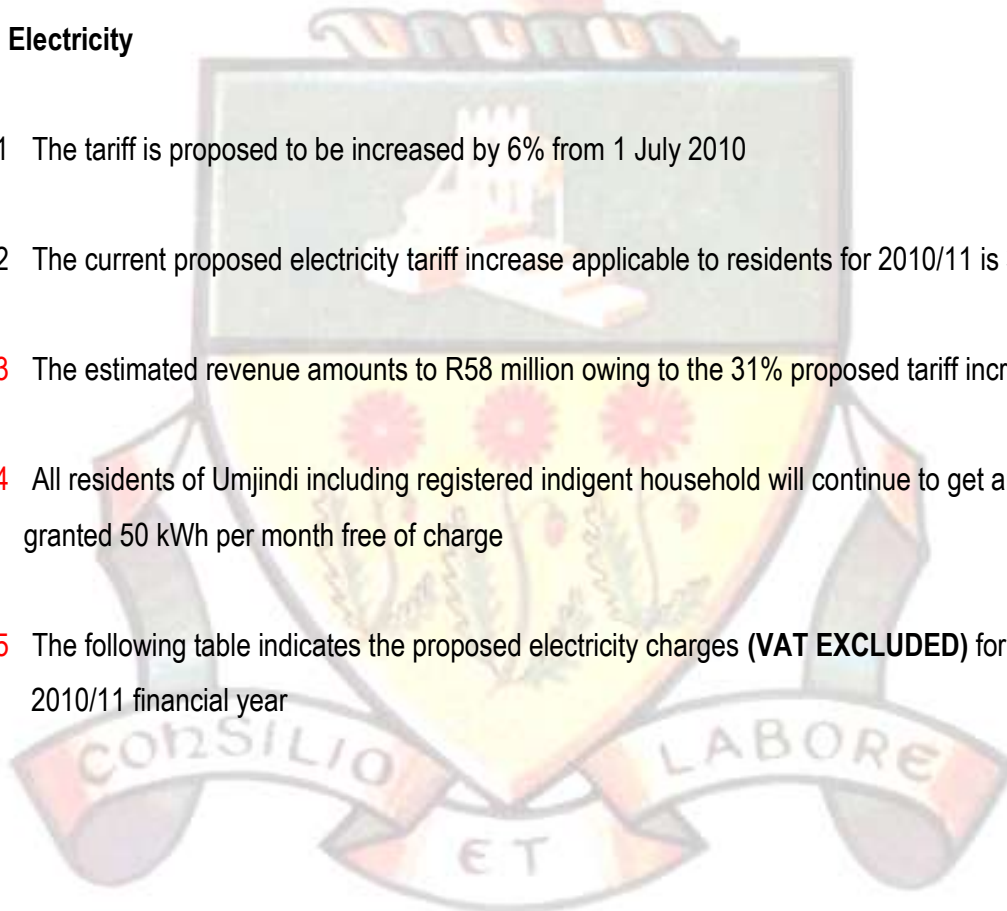 Electricity
1 The tariff is proposed to be increased by 6% from 1 July 2010
2 The current proposed electricity tariff increase applicable to residents for 2010/11 is
3 The estimated revenue amounts to R58 million owing to the 31% proposed tariff incr
4 All residents of Umjindi including registered indigent household will continue to get a
granted 50 kWh per month free of charge
5 The following table indicates the proposed electricity charges (VAT EXCLUDED) for
2010/11 financial year
CONSILIO ET LABORE